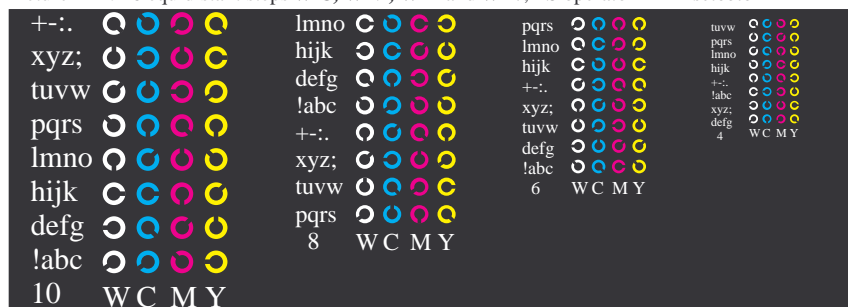 +-:.
xyz;
tuvw
pqrs
lmno
hijk
defg
!abc
10 W C M Y
lmno
hijk
defg
!abc
+-:.
xyz;
tuvw
pqrs
8 W C M Y
pqrs
lmno
hijk
+-:.
xyz;
tuvw
defg
!abc
6 W C M Y
tuvw
pqrs
lmno
hijk
+-:.
!abc
xyz;
defg
4 W C M Y